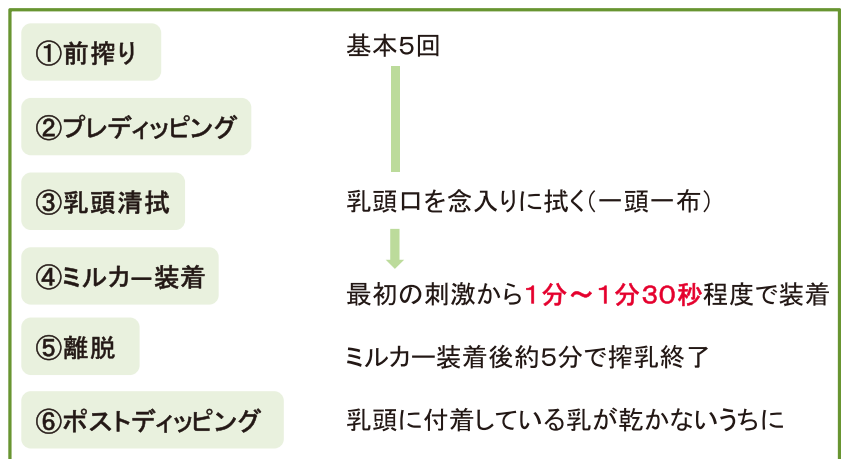 ①前搾り
基本5回
②プレディッピング
③乳頭清拭
乳頭口を念入りに拭く(一頭一布)
④ミルカー装着
最初の刺激から1分～1分30秒程度で装着
⑤離脱
ミルカー装着後約5分で搾乳終了
⑥ポストディッピング
乳頭に付着している乳が乾かないうちに